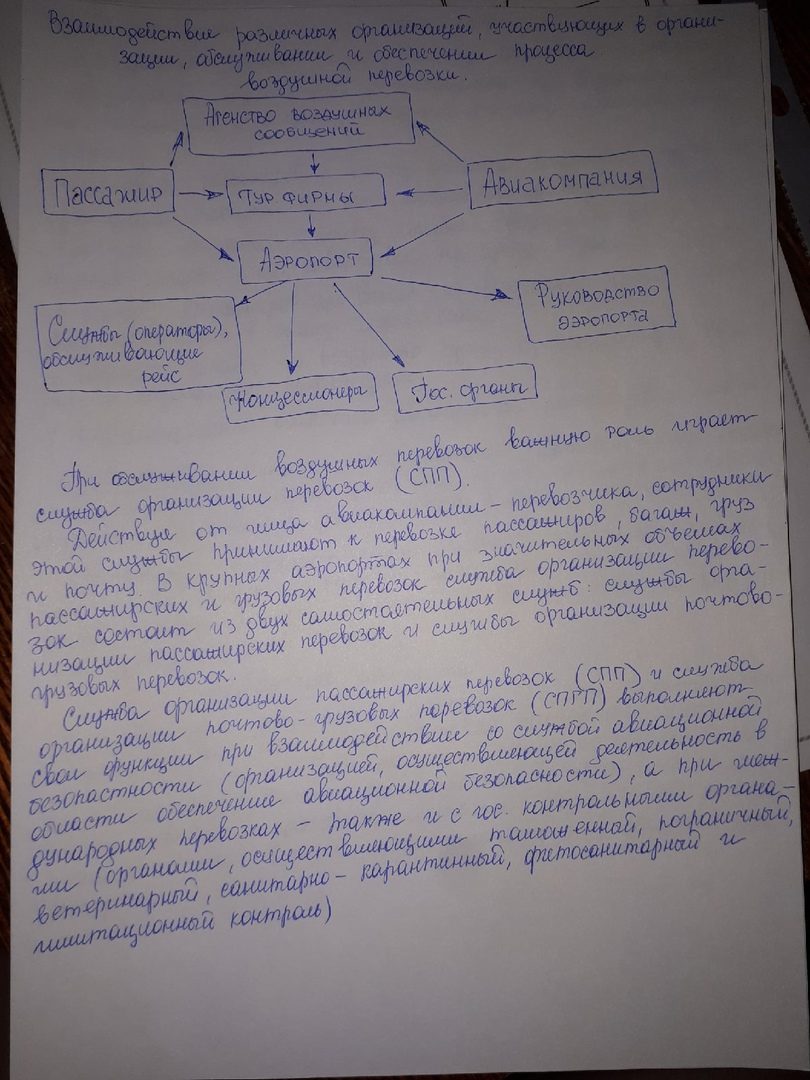 Взаимодействие различных организаций, участвующих в органи-
зации, обслуживании и обеспечении процесса
воздушной перевозки.
Агенство воздушных
сообщений
Пассажир
Тур фирмы
Авиакомпания
Аэропорт
Службы (операторы),
обслуживающие
рейс
Концессионеры
Гос. органы
Руководство
аэропорта
При обслуживании воздушных перевозок важную роль играет
служба организации перевозок (СПП).
Действуя от лица авиакомпании - перевозчика, сотрудники
этой службы принимают к перевозке пассажиров, багаж, груз
и почту. В крупных аэропортах при значительных объемах
пассажирских и грузовых перевозок служба организации перево-
зок состоит из двух самостоятельных служб: службы орга-
низации пассажирских перевозок и службы организации почтово-
грузовых перевозок.
Служба организации пассажирских перевозок (СПП) и служба
организации почтово-грузовых перевозок (СПГП) выполняют
свои функции при взаимодействии со службой авиационной
безопастности (организацией, осуществляющей деятельность в
области обеспечение авиационной безопасности), а при меж-
дународных перевозках - также и с гос. контрольными органа-
ми (органами, осуществляющими таможенный, пограничный,
ветеринарный, санитарно-карантинный, фитосанитарный и
миитационный контроль)